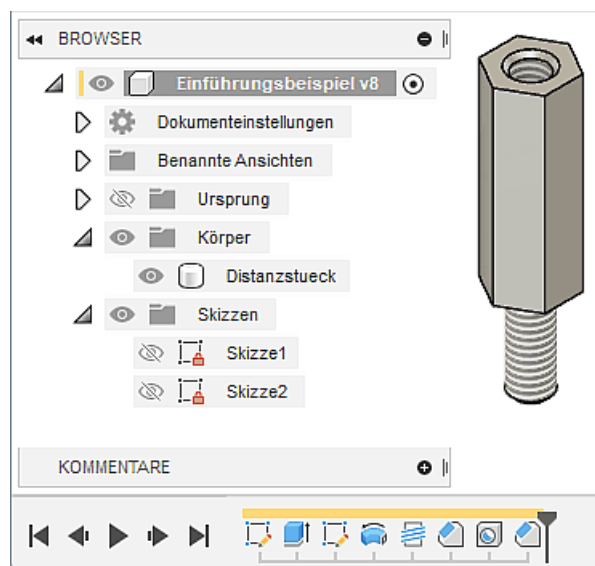 BROWSER
Einführungsbeispiel v8
Dokumenteinstellungen
Benannte Ansichten
Ursprung
Körper
Distanzstueck
Skizzen
Skizze1
Skizze2
KOMMENTARE